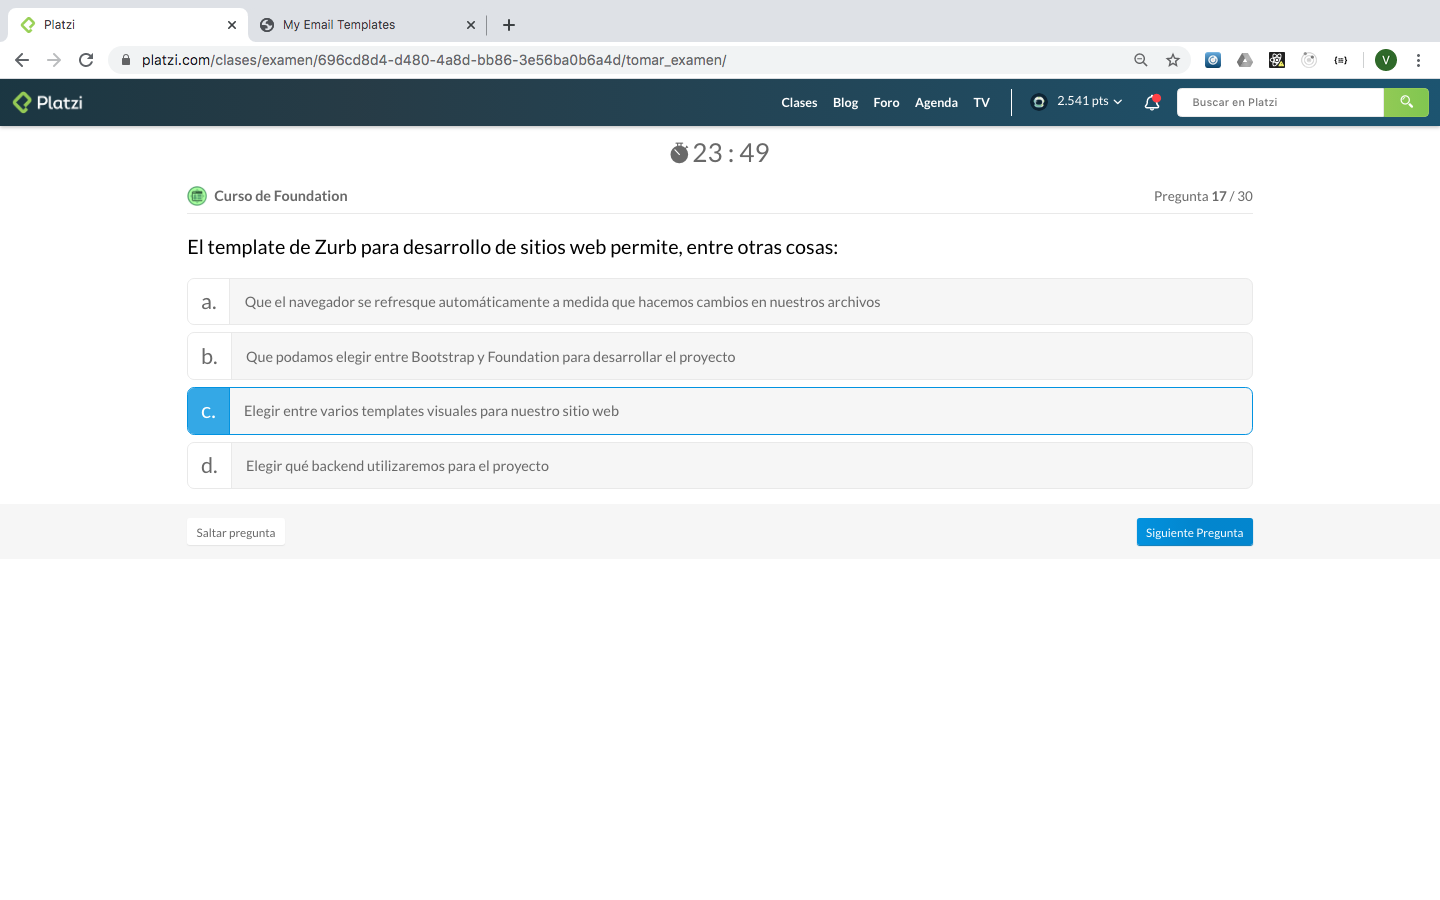 Platzi
My Email Templates
platzi.com/clases/examen/696cd8d4-d480-4a8d-bb86-3e56ba0b6a4d/tomar_examen/
V
Platzi
Clases
Blog
Foro
Agenda
TV
2.541 pts
Buscar en Platzi
23 : 49
Curso de Foundation
Pregunta 17 / 30
El template de Zurb para desarrollo de sitios web permite, entre otras cosas:
a. Que el navegador se refresque automáticamente a medida que hacemos cambios en nuestros archivos
b. Que podamos elegir entre Bootstrap y Foundation para desarrollar el proyecto
c. Elegir entre varios templates visuales para nuestro sitio web
d. Elegir qué backend utilizaremos para el proyecto
Saltar pregunta
Siguiente Pregunta